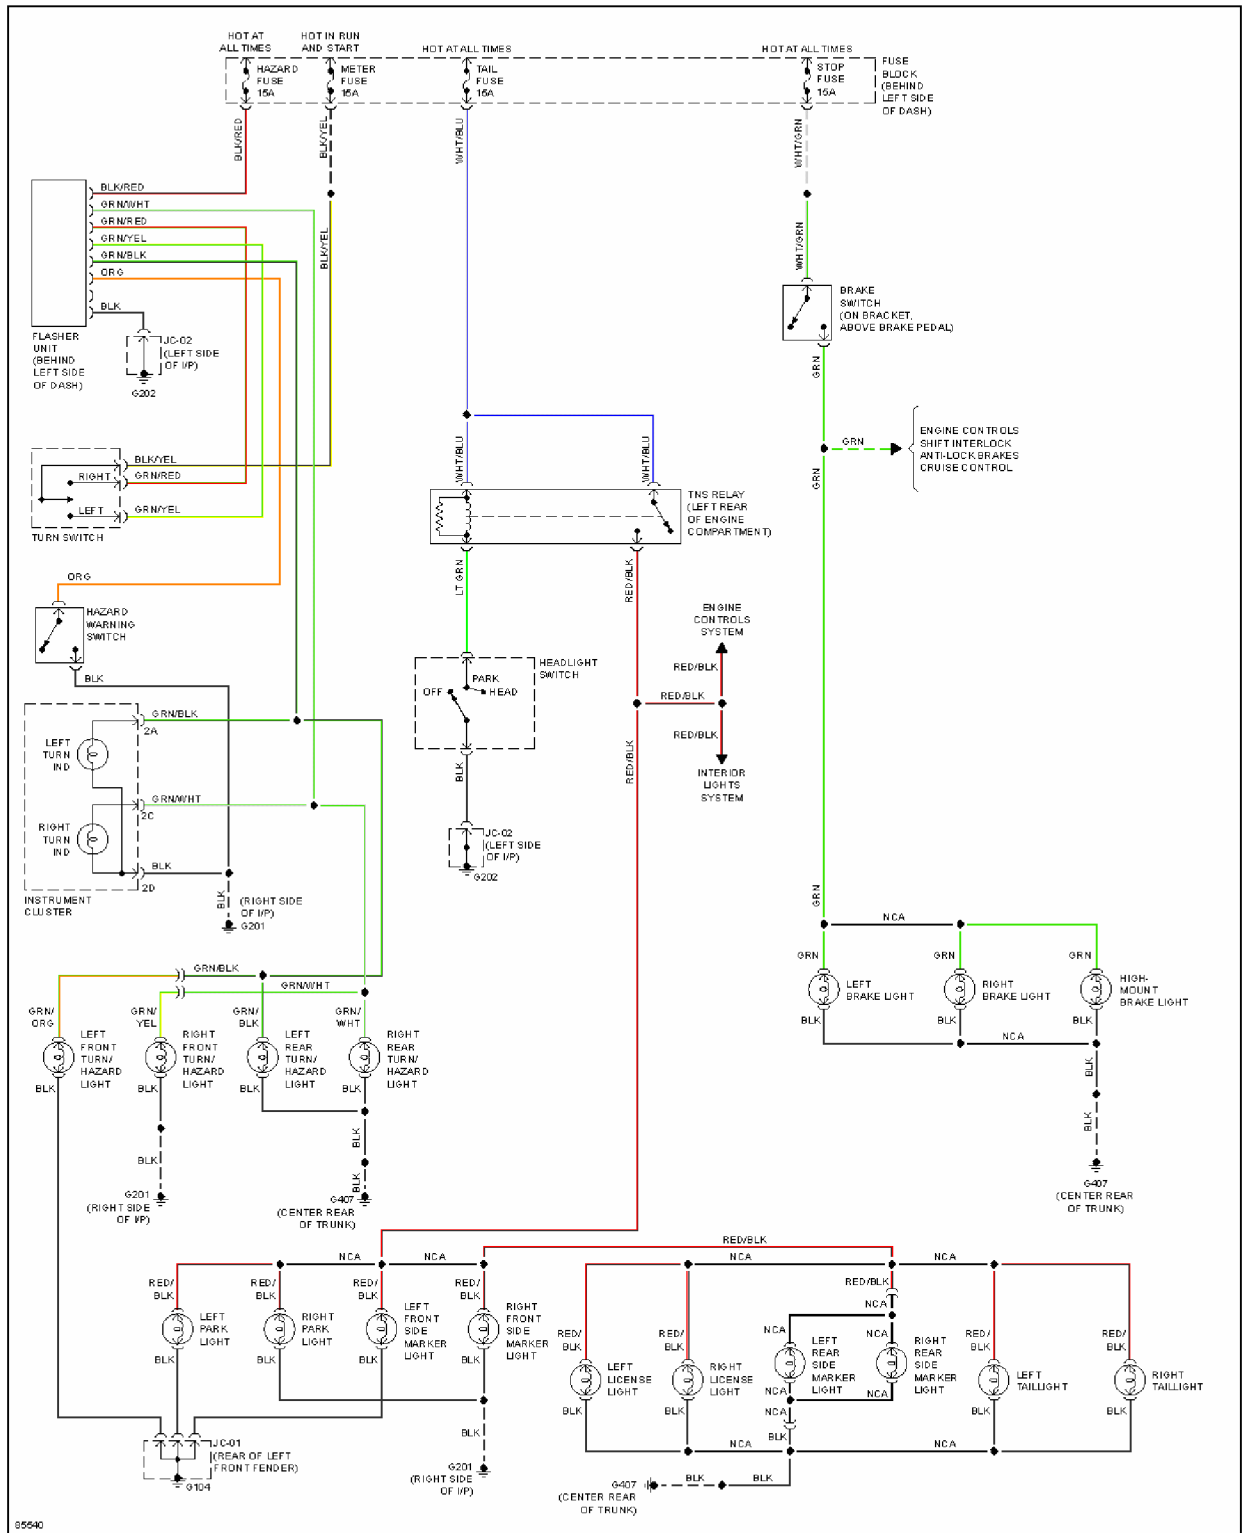 HOT AT
ALL TIMES
HOT IN RUN
AND START
HOT AT ALL TIMES
HOT AT ALL TIMES
HAZARD
FUSE
15A
METER
FUSE
15A
TAIL
FUSE
15A
STOP
FUSE
15A
FUSE
BLOCK
(BEHIND
LEFT SIDE
OF DASH)
BLK/RED
BLK/YEL
WHT/BLU
WHT/GRN
BLK/RED
GRN/WHT
GRN/RED
GRN/YEL
GRN/BLK
ORG
BLK
BLK/YEL
WHT/GRN
FLASHER
UNIT
(BEHIND
LEFT SIDE
OF DASH)
JC-02
(LEFT SIDE
OF I/P)
G202
BRAKE
SWITCH
(ON BRACKET,
ABOVE BRAKE PEDAL)
GRN
GRN
GRN
ENGINE CONTROLS
SHIFT INTERLOCK
ANTI-LOCK BRAKES
CRUISE CONTROL
BLK/YEL
RIGHT
GRN/RED
LEFT
GRN/YEL
TURN SWITCH
WHT/BLU
WHT/BLU
TNS RELAY
(LEFT REAR
OF ENGINE
COMPARTMENT)
ORG
HAZARD
WARNING
SWITCH
BLK
LT GRN
RED/BLK
ENGINE
CONTROLS
SYSTEM
RED/BLK
RED/BLK
RED/BLK
RED/BLK
INTERIOR
LIGHTS
SYSTEM
HEADLIGHT
SWITCH
PARK
OFF
HEAD
BLK
JC-02
(LEFT SIDE
OF I/P)
G202
GRN/BLK
2A
LEFT
TURN
IND
GRN/WHT
2C
RIGHT
TURN
IND
BLK
2D
INSTRUMENT
CLUSTER
BLK
(RIGHT SIDE
OF I/P)
G201
GRN
NCA
GRN
GRN
GRN
LEFT
BRAKE LIGHT
RIGHT
BRAKE LIGHT
HIGH-
MOUNT
BRAKE LIGHT
BLK
BLK
BLK
NCA
BLK
BLK
G407
(CENTER REAR
OF TRUNK)
GRN/BLK
GRN/WHT
GRN/
ORG
GRN/
YEL
GRN/
BLK
GRN/
WHT
LEFT
FRONT
TURN/
HAZARD
LIGHT
RIGHT
FRONT
TURN/
HAZARD
LIGHT
LEFT
REAR
TURN/
HAZARD
LIGHT
RIGHT
REAR
TURN/
HAZARD
LIGHT
BLK
BLK
BLK
BLK
BLK
BLK
BLK
G201
(RIGHT SIDE
OF I/P)
G407
(CENTER REAR
OF TRUNK)
NCA
NCA
RED/BLK
NCA
NCA
RED/
BLK
RED/
BLK
RED/
BLK
RED/
BLK
RED/BLK
NCA
LEFT
PARK
LIGHT
RIGHT
PARK
LIGHT
LEFT
FRONT
SIDE
MARKER
LIGHT
RIGHT
FRONT
SIDE
MARKER
LIGHT
BLK
BLK
BLK
BLK
RED/
BLK
RED/
BLK
NCA
NCA
RED/
BLK
RED/
BLK
LEFT
LICENSE
LIGHT
RIGHT
LICENSE
LIGHT
LEFT
REAR
SIDE
MARKER
LIGHT
RIGHT
REAR
SIDE
MARKER
LIGHT
LEFT
TAILLIGHT
RIGHT
TAILLIGHT
BLK
BLK
NCA
NCA
NCA
BLK
BLK
BLK
NCA
NCA
JC-01
(REAR OF LEFT
FRONT FENDER)
G104
BLK
G201
(RIGHT SIDE
OF I/P)
G407
(CENTER REAR
OF TRUNK)
BLK
BLK
85540